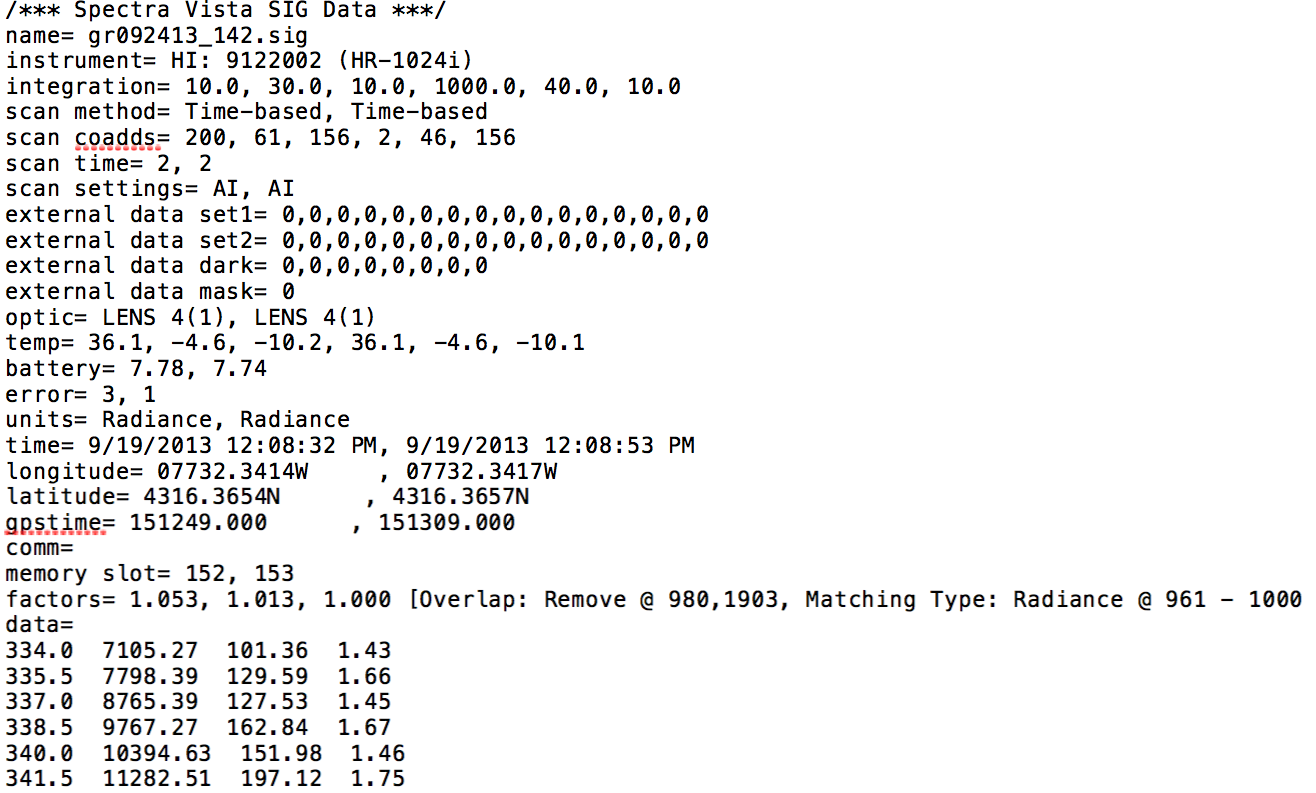 /*** Spectra Vista SIG Data ***/
name= gr092413_142.sig
instrument= HI: 9122002 (HR-1024i)
integration= 10.0, 30.0, 10.0, 1000.0, 40.0, 10.0
scan method= Time-based, Time-based
scan coadds= 200, 61, 156, 2, 46, 156
scan time= 2, 2
scan settings= AI, AI
external data set1= 0,0,0,0,0,0,0,0,0,0,0,0,0,0,0,0
external data set2= 0,0,0,0,0,0,0,0,0,0,0,0,0,0,0,0
external data dark= 0,0,0,0,0,0,0,0
external data mask= 0
optic= LENS 4(1), LENS 4(1)
temp= 36.1, -4.6, -10.2, 36.1, -4.6, -10.1
battery= 7.78, 7.74
error= 3, 1
units= Radiance, Radiance
time= 9/19/2013 12:08:32 PM, 9/19/2013 12:08:53 PM
longitude= 07732.3414W     , 07732.3417W
latitude= 4316.3654N      , 4316.3657N
gpstime= 151249.000      , 151309.000
comm=
memory slot= 152, 153
factors= 1.053, 1.013, 1.000 [Overlap: Remove @ 980,1903, Matching Type: Radiance @ 961 - 1000
data=
334.0  7105.27  101.36  1.43
335.5  7798.39  129.59  1.66
337.0  8765.39  127.53  1.45
338.5  9767.27  162.84  1.67
340.0  10394.63  151.98  1.46
341.5  11282.51  197.12  1.75